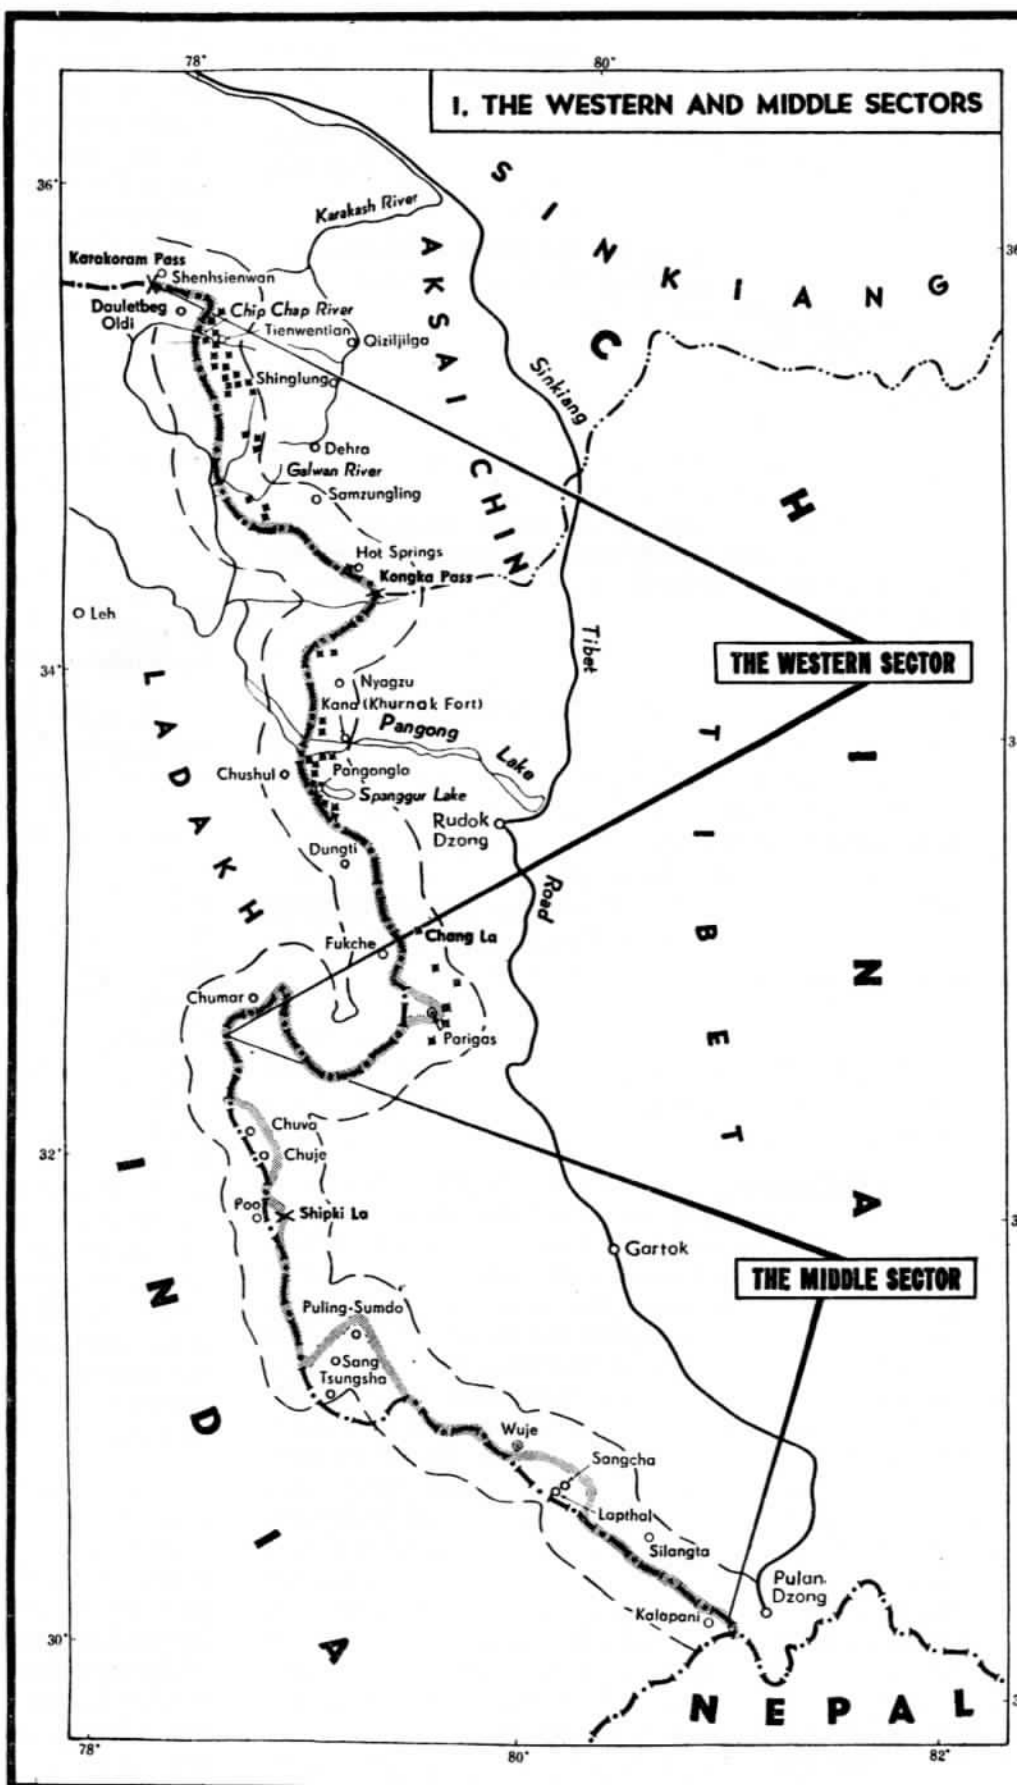 78°
80°
I. THE WESTERN AND MIDDLE SECTORS
36°
SINKIANG
Karakash River
Karakoram Pass
Shenhsienwan
AKSAI CHIN
Dauletbeg
Oldi
Chip Chap River
Tienwentian
Qiziljilga
Shinglung
Sinkiang
Dehra
Galwan River
Samzungling
Hot Springs
Kongka Pass
Leh
CHINA
Tibet
THE WESTERN SECTOR
34°
LADAKH
Nyagzu
Kana (Khurnak Fort)
Pangong
Lake
TIBET
Chushul
Pangongla
Spanggur Lake
Rudok
Dzong
Dungti
Road
Chang La
Fukche
Chumar
Parigas
32°
Chuva
Chuje
Poo
Shipki La
Gartok
INDIA
THE MIDDLE SECTOR
Puling-Sumdo
Sang
Tsungsha
Wuje
Sangcha
Lapthal
Silangta
Pulan
Dzong
Kalapani
30°
NEPAL
78°
80°
82°